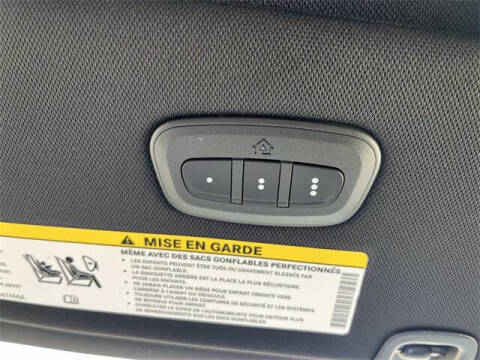 MISE EN GARDE
MÊME AVEC DES SACS GONFLABLES PERFECTIONNÉS
• LES ENFANTS PEUVENT ÊTRE TUÉS OU GRAVEMENT BLESSÉS PAR
UN SAC GONFLABLE.
• LA BANQUETTE ARRIÈRE EST LA PLACE LA PLUS SÉCURITAIRE
POUR LES ENFANTS.
• NE JAMAIS PLACER UN SIÈGE POUR ENFANT ORIENTÉ VERS
L'ARRIÈRE À L'AVANT DU VÉHICULE.
• TOUJOURS UTILISER LES CEINTURES DE SÉCURITÉ ET LES SYSTÈMES
DE RETENUE POUR ENFANT.
• CONSULTER LE GUIDE DE L'AUTOMOBILISTE POUR OBTENIR PLUS
DE RENSEIGNEMENTS SUR LES SACS GONFLABLES.
ABOUT